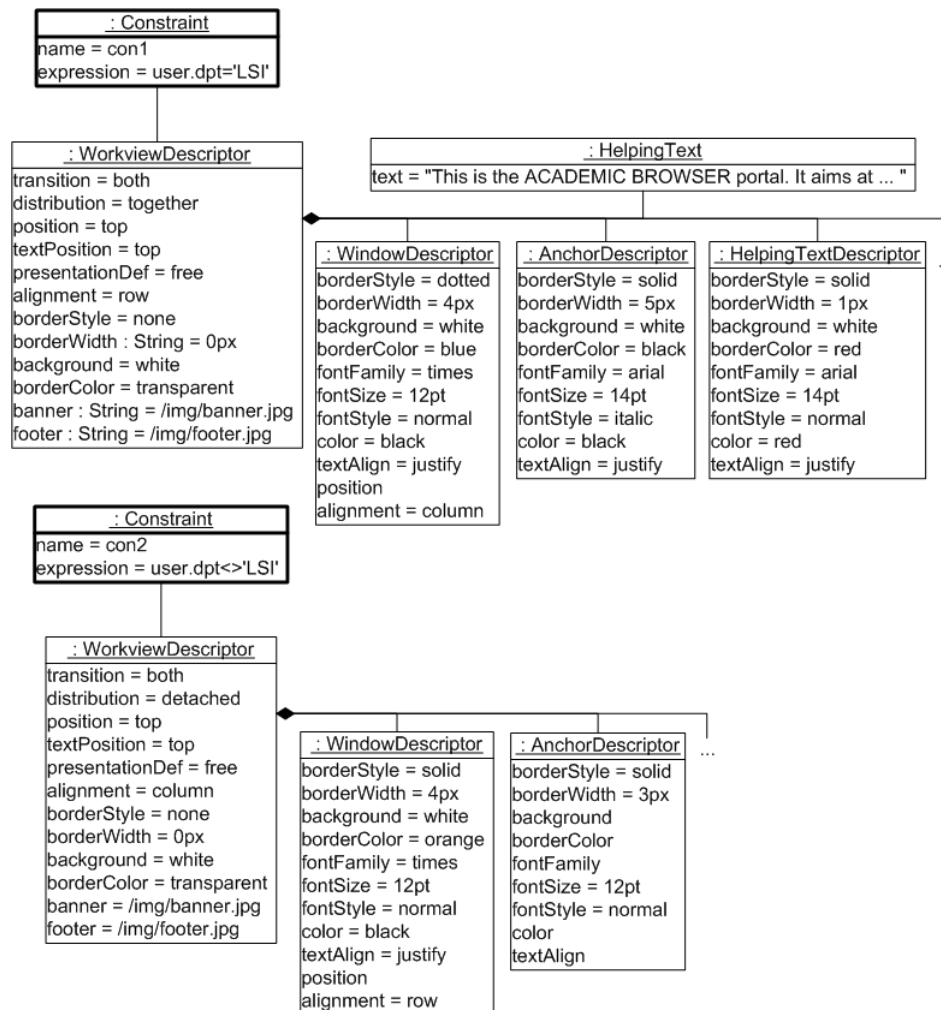 : Constraint
name = con1
expression = user.dpt='LSI'
: WorkviewDescriptor
transition = both
distribution = together
position = top
textPosition = top
presentationDef = free
alignment = row
borderStyle = none
borderWidth : String = 0px
background = white
borderColor = transparent
banner : String = /img/banner.jpg
footer : String = /img/footer.jpg
: HelpingText
text = "This is the ACADEMIC BROWSER portal. It aims at ... "
: WindowDescriptor
borderStyle = dotted
borderWidth = 4px
background = white
borderColor = blue
fontFamily = times
fontSize = 12pt
fontStyle = normal
color = black
textAlign = justify
position
alignment = column
: AnchorDescriptor
borderStyle = solid
borderWidth = 5px
background = white
borderColor = black
fontFamily = arial
fontSize = 14pt
fontStyle = italic
color = black
textAlign = justify
: HelpingTextDescriptor
borderStyle = solid
borderWidth = 1px
background = white
borderColor = red
fontFamily = arial
fontSize = 14pt
fontStyle = normal
color = red
textAlign = justify
: Constraint
name = con2
expression = user.dpt<>'LSI'
: WorkviewDescriptor
transition = both
distribution = detached
position = top
textPosition = top
presentationDef = free
alignment = column
borderStyle = none
borderWidth = 0px
background = white
borderColor = transparent
banner = /img/banner.jpg
footer = /img/footer.jpg
: WindowDescriptor
borderStyle = solid
borderWidth = 4px
background = white
borderColor = orange
fontFamily = times
fontSize = 12pt
fontStyle = normal
color = black
textAlign = justify
position
alignment = row
: AnchorDescriptor
borderStyle = solid
borderWidth = 3px
background
borderColor
fontFamily
fontSize = 12pt
fontStyle = normal
color
textAlign
...